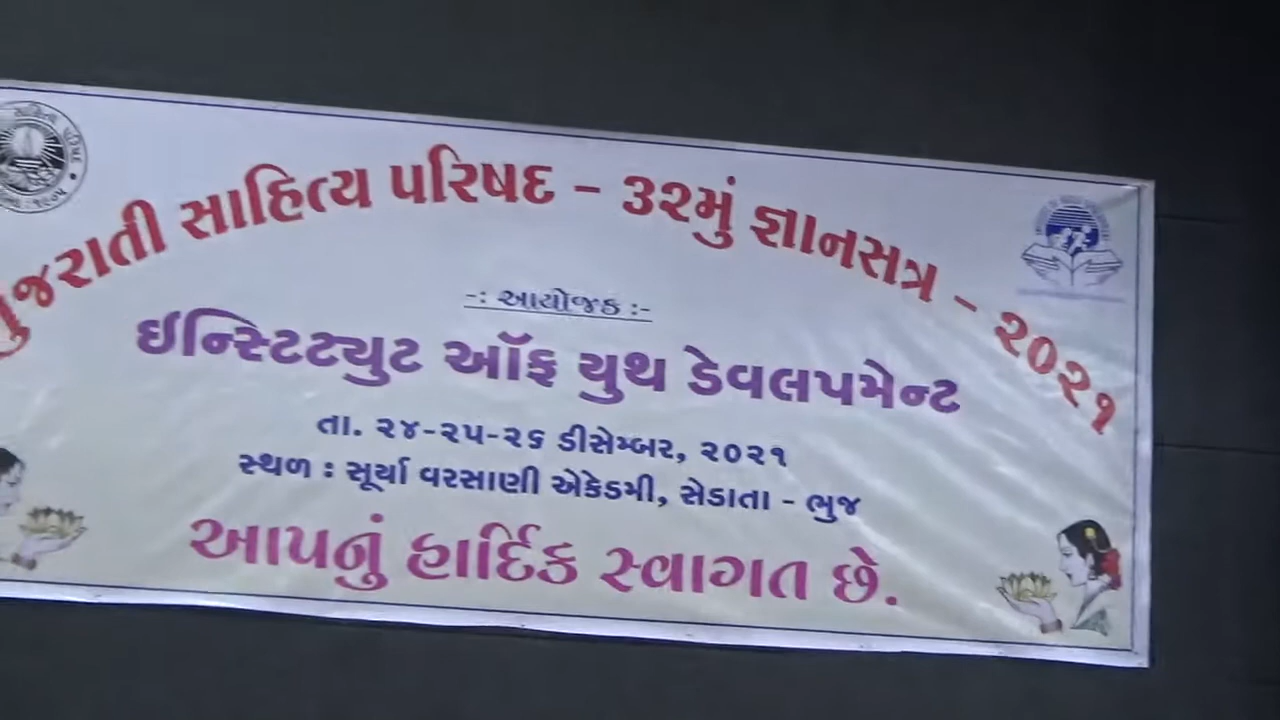 ગુજરાતી સાહિત્ય પરિષદ - ૩૨મું જ્ઞાનસત્ર - ૨૦૨૧
-: આયોજક :-
ઇન્સ્ટિટ્યુટ ઑફ યુથ ડેવલપમેન્ટ
તા. ૨૪-૨૫-૨૬ ડીસેમ્બર, ૨૦૨૧
સ્થળ : સૂર્યા વરસાણી એકેડમી, સેડાતા - ભુજ
આપનું હાર્દિક સ્વાગત છે.